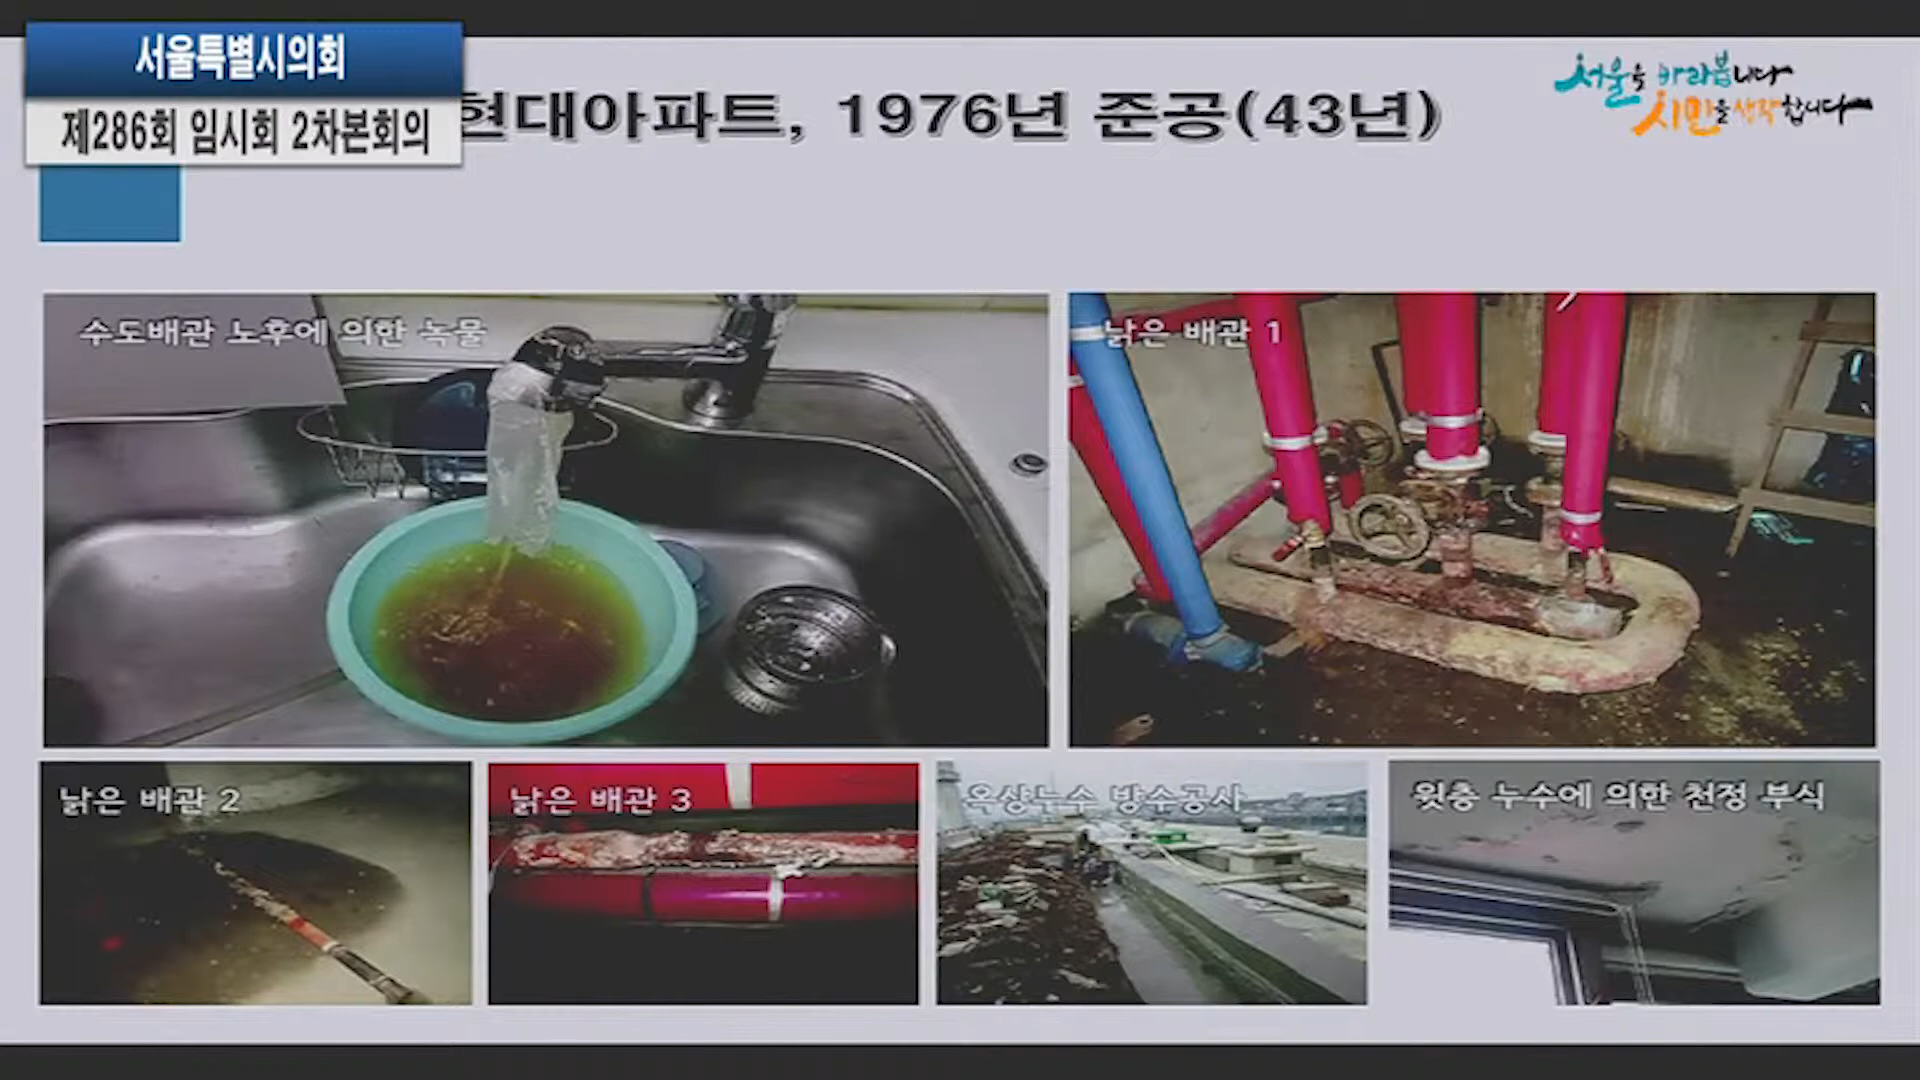 서울특별시의회
제286회 임시회 2차본회의
현대아파트, 1976년 준공(43년)
서울을 바라봅니다
시민을 생각합니다
수도배관 노후에 의한 녹물
낡은 배관 1
낡은 배관 2
낡은 배관 3
옥상누수 방수공사
윗층 누수에 의한 천정 부식